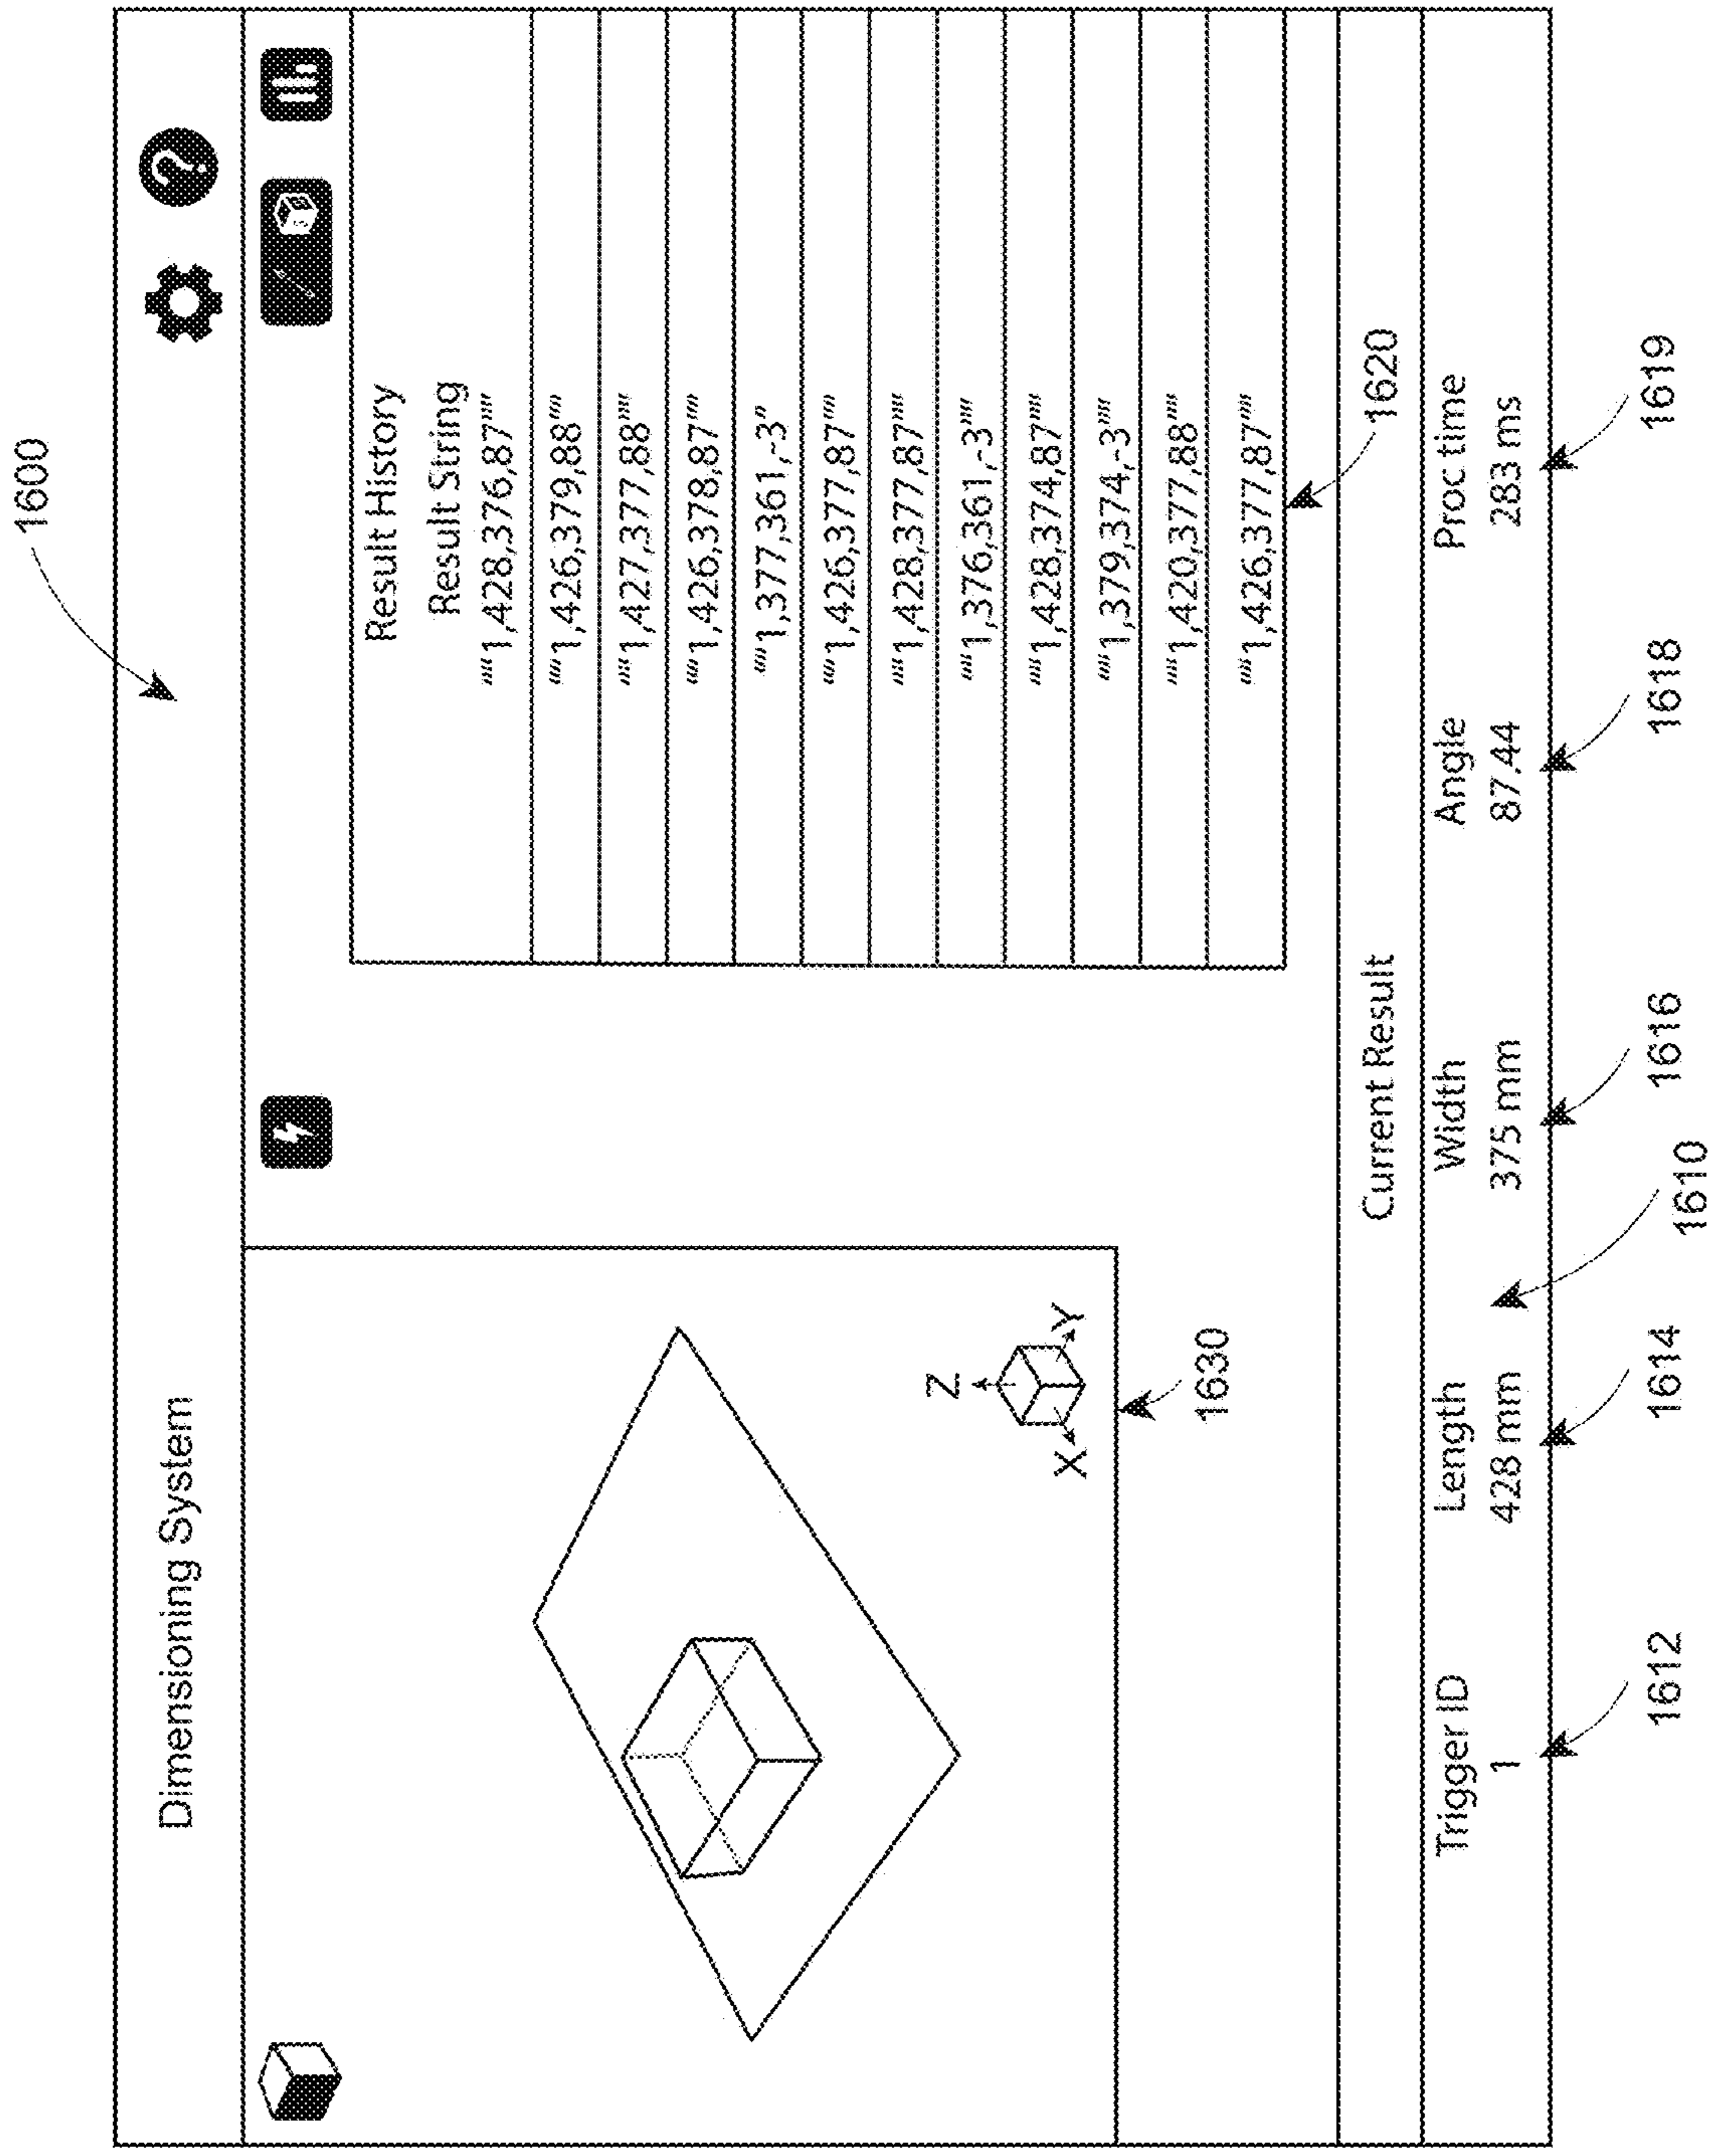 1600
Dimensioning System
Result History
Result String
""1,428,376,87""
""1,426,379,88""
""1,427,377,88""
""1,426,378,87""
""1,377,361,-3"
""1,426,377,87""
""1,428,377,87""
""1,376,361,-3""
""1,428,374,87""
""1,379,374,-3""
""1,420,377,88""
""1,426,377,87""
Z
X
Y
1630
1620
Current Result
Trigger ID Length Width Angle Proc time
1 428 mm 375 mm 87.44 283 ms
1612 1614 1616 1618 1619
1610